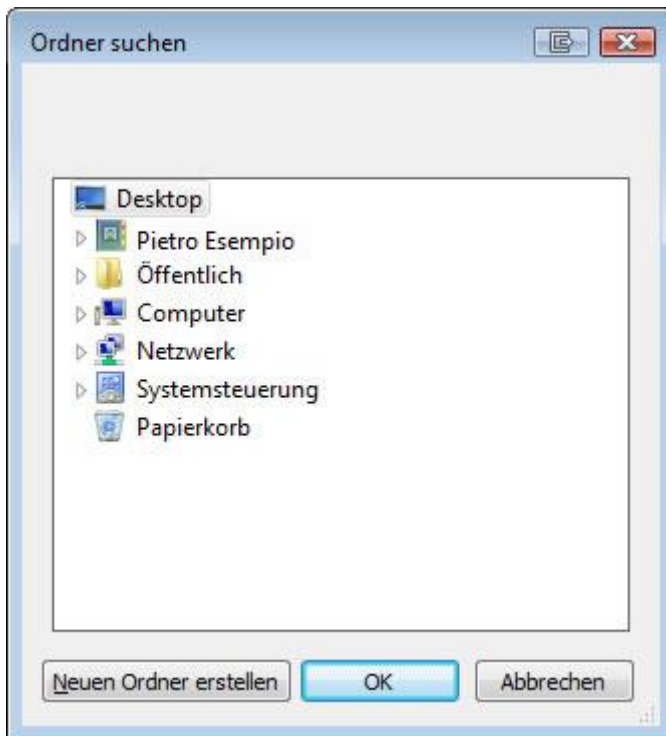 Ordner suchen
Desktop
Pietro Esempio
Öffentlich
Computer
Netzwerk
Systemsteuerung
Papierkorb
Neuen Ordner erstellen OK Abbrechen